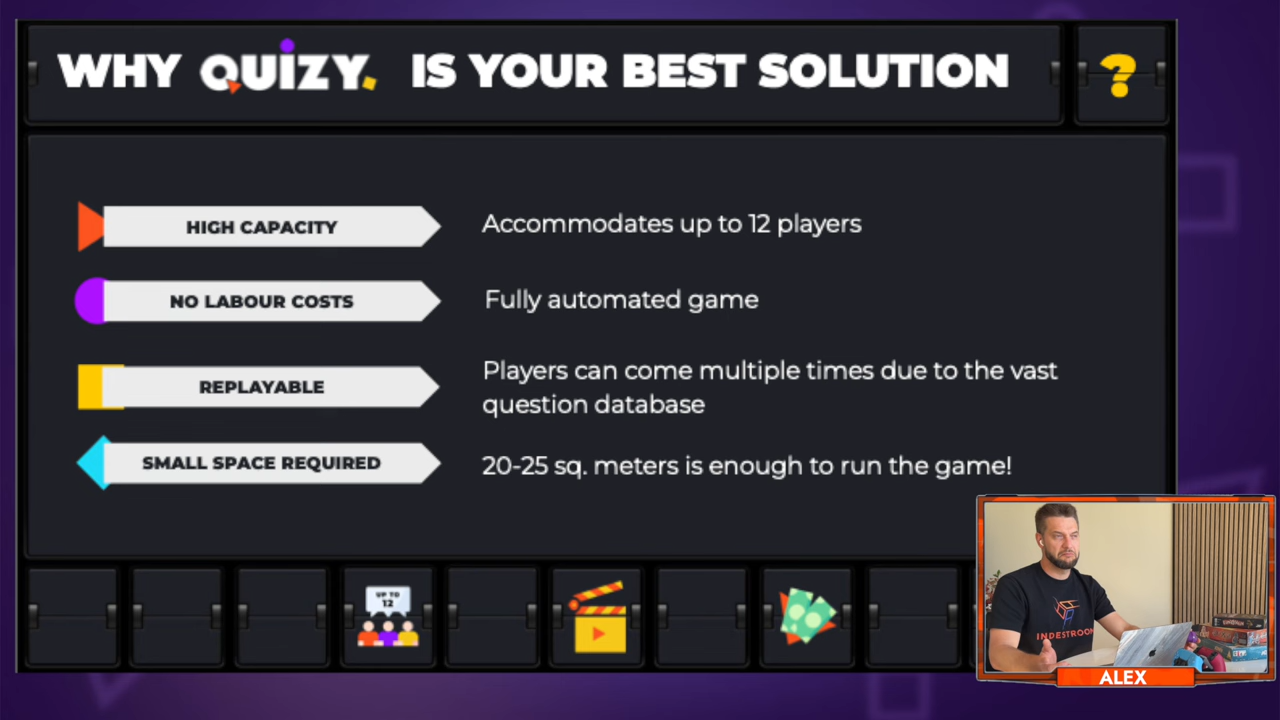 WHY QUIZY. IS YOUR BEST SOLUTION
?
HIGH CAPACITY
Accommodates up to 12 players
NO LABOUR COSTS
Fully automated game
REPLAYABLE
Players can come multiple times due to the vast
question database
SMALL SPACE REQUIRED
20-25 sq. meters is enough to run the game!
UP TO
12
INDESTROOM
ALEX